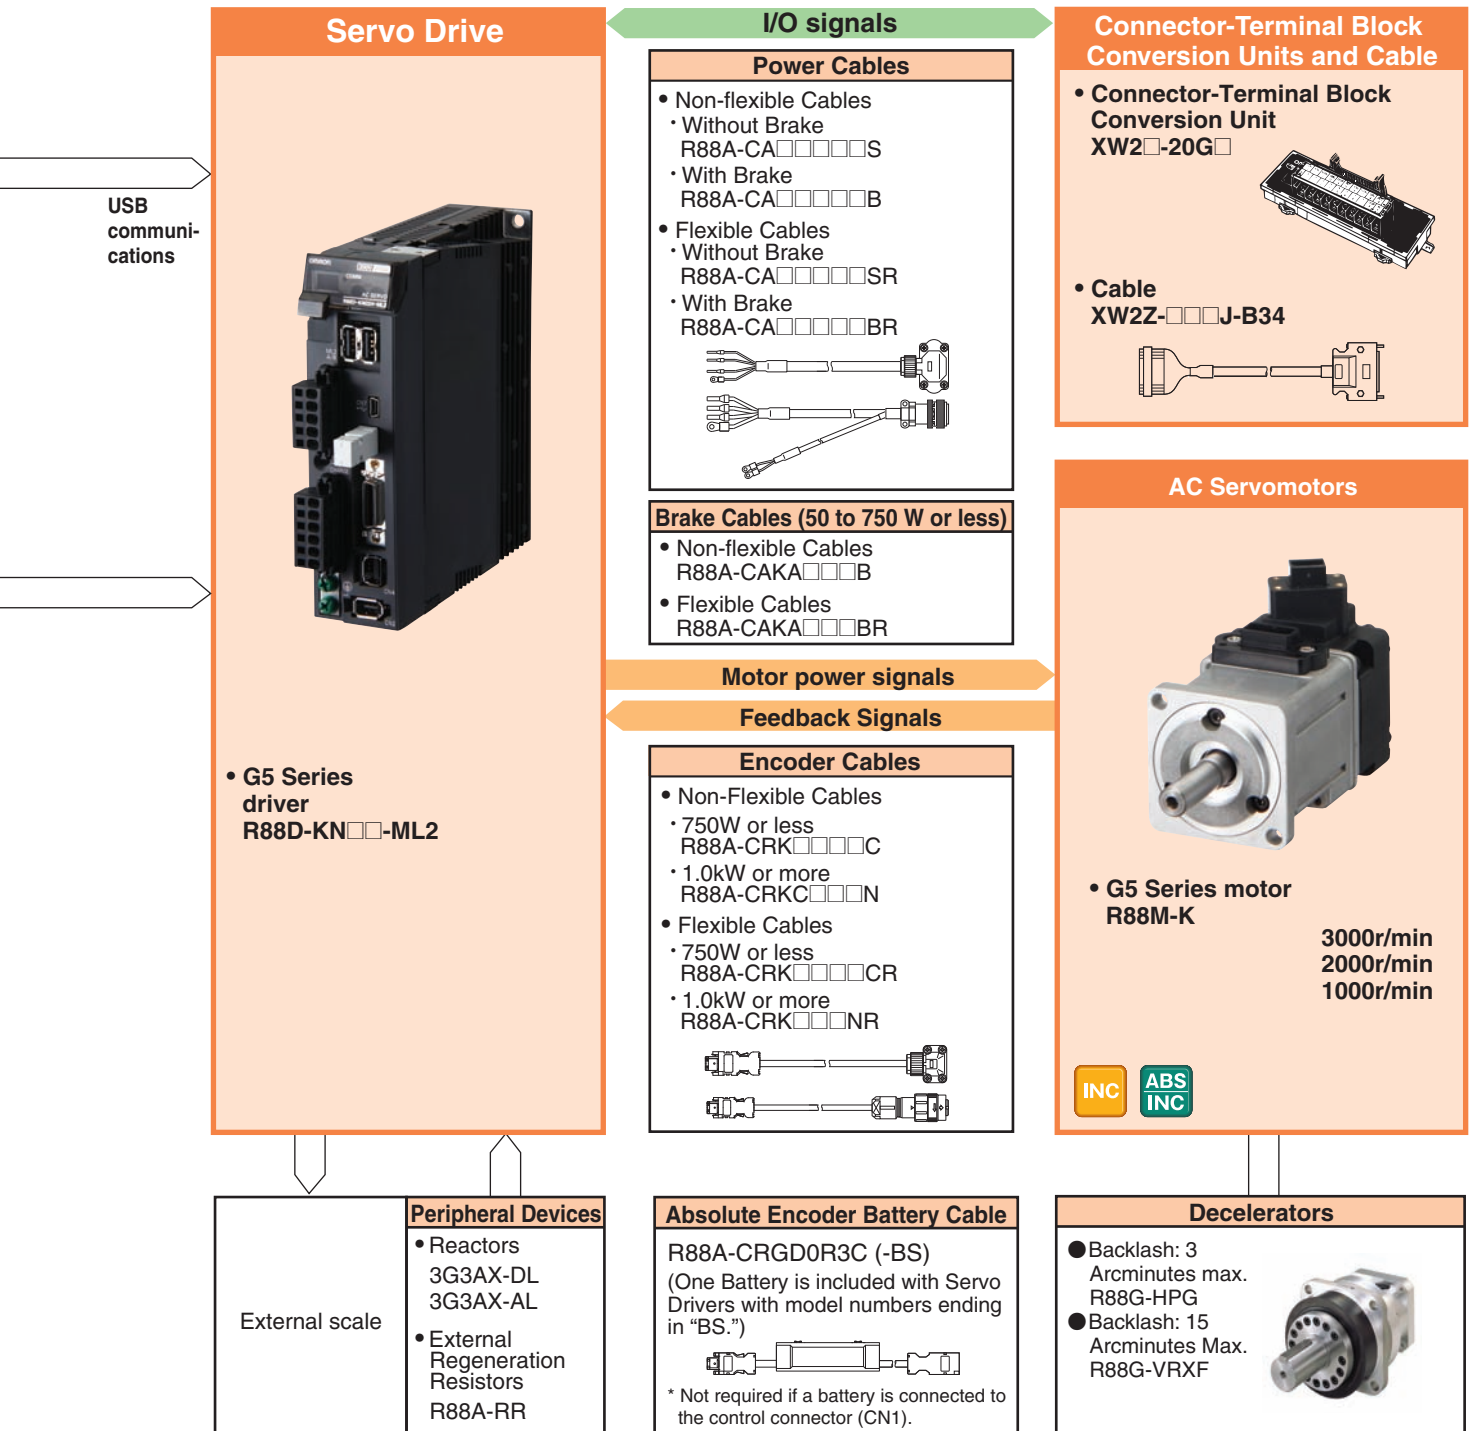 Servo Drive
USB
communi-
cations
OMRON
AC SERVO
• G5 Series
driver
R88D-KN□□-ML2
I/O signals
Power Cables
• Non-flexible Cables
・Without Brake
R88A-CA□□□□□S
・With Brake
R88A-CA□□□□□B
• Flexible Cables
・Without Brake
R88A-CA□□□□□SR
・With Brake
R88A-CA□□□□□BR
Brake Cables (50 to 750 W or less)
• Non-flexible Cables
R88A-CAKA□□□B
• Flexible Cables
R88A-CAKA□□□BR
Motor power signals
Feedback Signals
Encoder Cables
• Non-Flexible Cables
・750W or less
R88A-CRK□□□□C
・1.0kW or more
R88A-CRKC□□□N
• Flexible Cables
・750W or less
R88A-CRK□□□□CR
・1.0kW or more
R88A-CRK□□□NR
Connector-Terminal Block
Conversion Units and Cable
• Connector-Terminal Block
Conversion Unit
XW2□-20G□
• Cable
XW2Z-□□□J-B34
AC Servomotors
• G5 Series motor
R88M-K
3000r/min
2000r/min
1000r/min
INC
ABS
INC
External scale
Peripheral Devices
• Reactors
3G3AX-DL
3G3AX-AL
• External
Regeneration
Resistors
R88A-RR
Absolute Encoder Battery Cable
R88A-CRGD0R3C (-BS)
(One Battery is included with Servo
Drivers with model numbers ending
in “BS.”)
* Not required if a battery is connected to
the control connector (CN1).
Decelerators
● Backlash: 3
Arcminutes max.
R88G-HPG
● Backlash: 15
Arcminutes Max.
R88G-VRXF